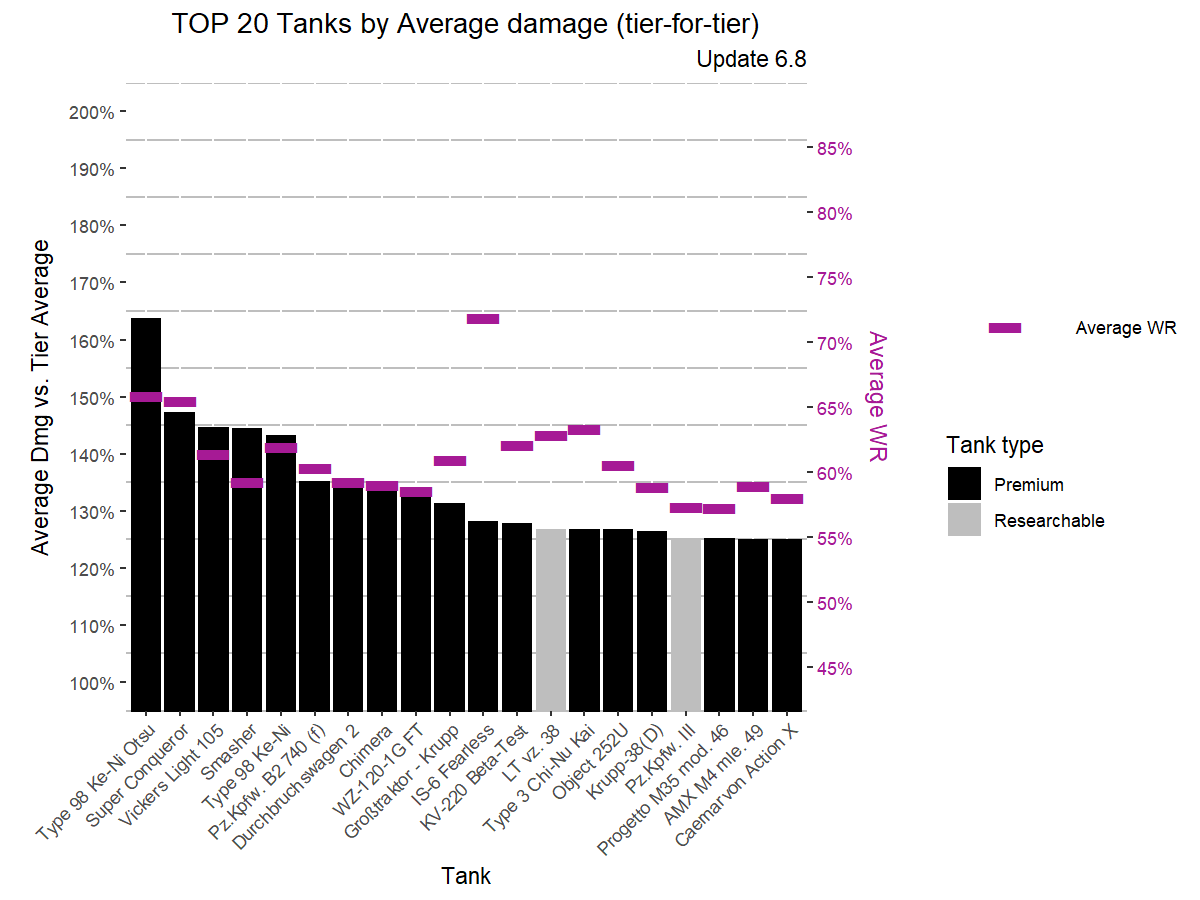 TOP 20 Tanks by Average damage (tier-for-tier)
Update 6.8
Average Dmg vs. Tier Average
200%
190%
180%
170%
160%
150%
140%
130%
120%
110%
100%
85%
80%
75%
70%
65%
60%
55%
50%
45%
Average WR
Type 98 Ke-Ni Otsu
Super Conqueror
Vickers Light 105
Smasher
Type 98 Ke-Ni
Pz.Kpfw. B2 740 (f)
Durchbruchswagen 2
Chimera
WZ-120-1G FT
Großtraktor - Krupp
IS-6 Fearless
KV-220 Beta-Test
LT vz. 38
Type 3 Chi-Nu Kai
Object 252U
Krupp-38(D)
Pz.Kpfw. III
Progetto M35 mod. 46
AMX M4 mle. 49
Caernarvon Action X
Tank
Average WR
Tank type
Premium
Researchable